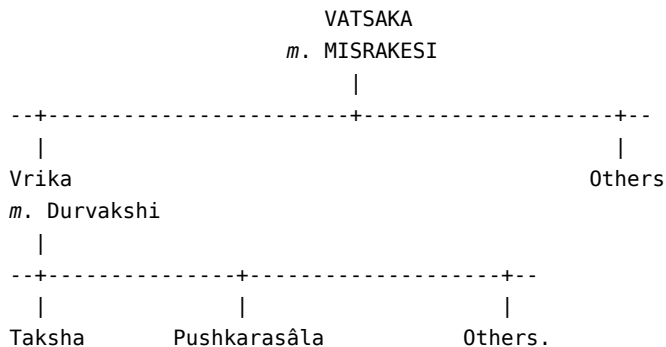 VATSAKA
m. MISRAKESI
|
--+------------------------+--------------------+--
| |
Vrika Others
m. Durvakshi
|
--+---------------+--------------------+--
| | |
Taksha Pushkarasâla Others.